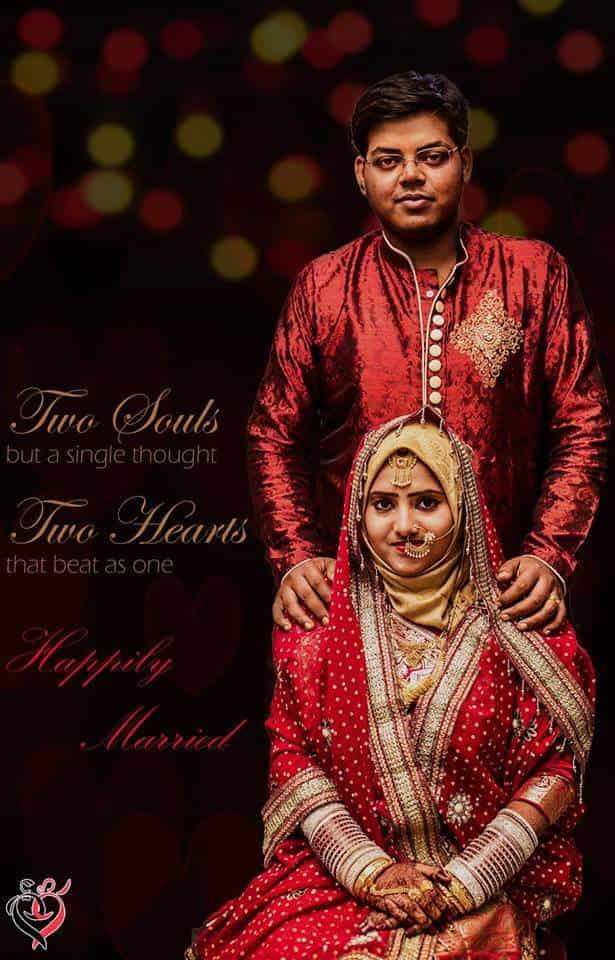 Two Souls
but a single thought
Two Hearts
that beat as one
Happily
Married